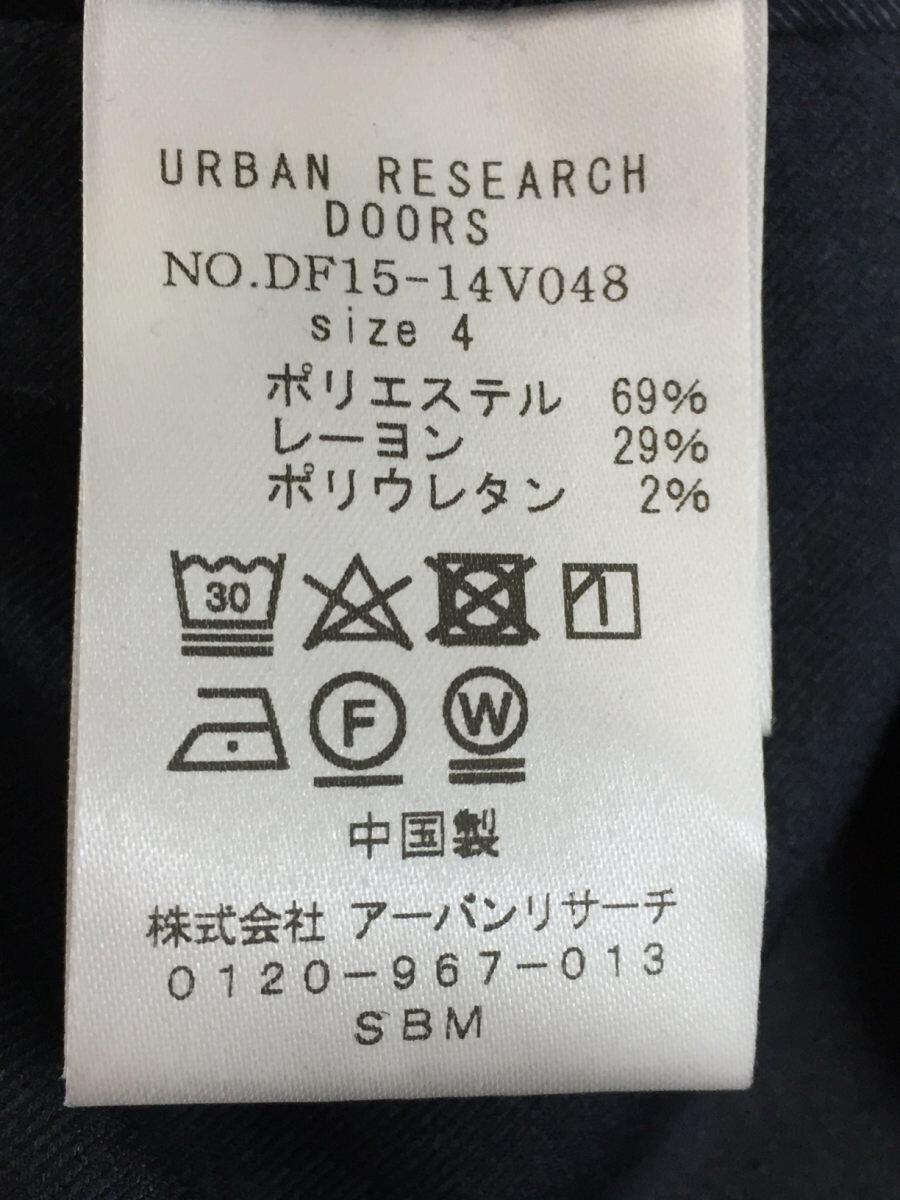 URBAN RESEARCH
DOORS
NO.DF15-14V048
size 4
ポリエステル 69%
レーヨン 29%
ポリウレタン 2%
30
F W
中国製
株式会社 アーバンリサーチ
0120-967-013
SBM